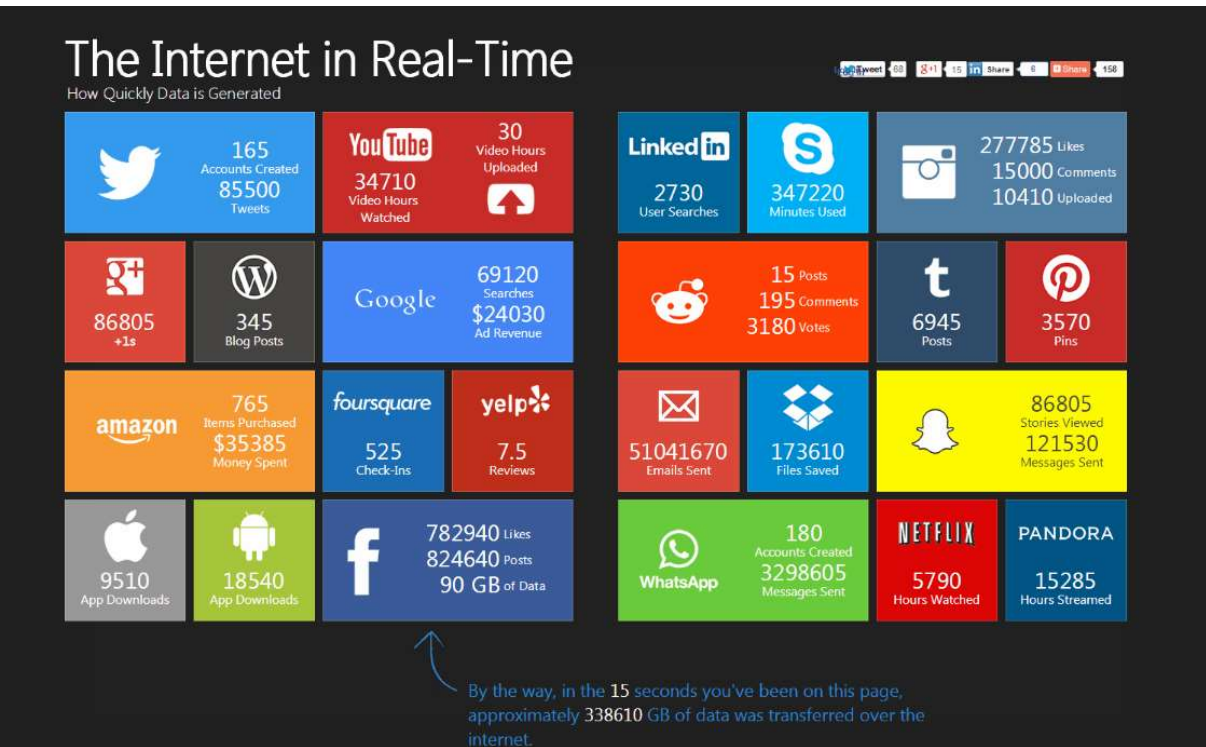 The Internet in Real-Time
How Quickly Data is Generated
Tweet 68
g+1 15
in Share 6
Share 158
165
Accounts Created
85500
Tweets
YouTube
34710
Video Hours
Watched
30
Video Hours
Uploaded
Linked in
2730
User Searches
S
347220
Minutes Used
277785 Likes
15000 Comments
10410 Uploaded
g+
86805
+1s
W
345
Blog Posts
Google
69120
Searches
$24030
Ad Revenue
15 Posts
195 Comments
3180 Votes
t
6945
Posts
3570
Pins
amazon
765
Items Purchased
$35385
Money Spent
foursquare
525
Check-Ins
yelp
7.5
Reviews
51041670
Emails Sent
173610
Files Saved
86805
Stories Viewed
121530
Messages Sent
9510
App Downloads
18540
App Downloads
f
782940 Likes
824640 Posts
90 GB of Data
WhatsApp
180
Accounts Created
3298605
Messages Sent
NETFLIX
5790
Hours Watched
PANDORA
15285
Hours Streamed
By the way, in the 15 seconds you've been on this page,
approximately 338610 GB of data was transferred over the
internet.